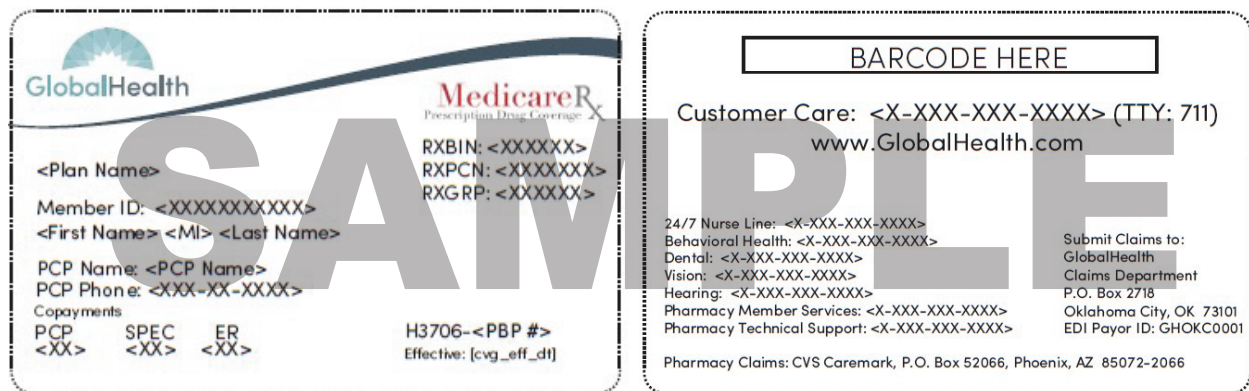 GlobalHealth
MedicareRx
Prescription Drug Coverage
RXBIN: <XXXXXX>
RXPCN: <XXXXXXX>
RXGRP: <XXXXXX>
<Plan Name>
Member ID: <XXXXXXXXXXX>
<First Name> <MI> <Last Name>
PCP Name: <PCP Name>
PCP Phone: <XXX-XX-XXXX>
Copayments
PCP SPEC ER
<XX> <XX> <XX>
H3706-<PBP #>
Effective: [cvg_eff_dt]
SAMPLE
BARCODE HERE
Customer Care: <X-XXX-XXX-XXXX> (TTY: 711)
www.GlobalHealth.com
24/7 Nurse Line: <X-XXX-XXX-XXXX>
Behavioral Health: <X-XXX-XXX-XXXX>
Dental: <X-XXX-XXX-XXXX>
Vision: <X-XXX-XXX-XXXX>
Hearing: <X-XXX-XXX-XXXX>
Pharmacy Member Services: <X-XXX-XXX-XXXX>
Pharmacy Technical Support: <X-XXX-XXX-XXXX>
Submit Claims to:
GlobalHealth
Claims Department
P.O. Box 2718
Oklahoma City, OK 73101
EDI Payor ID: GHOKC0001
Pharmacy Claims: CVS Caremark, P.O. Box 52066, Phoenix, AZ 85072-2066